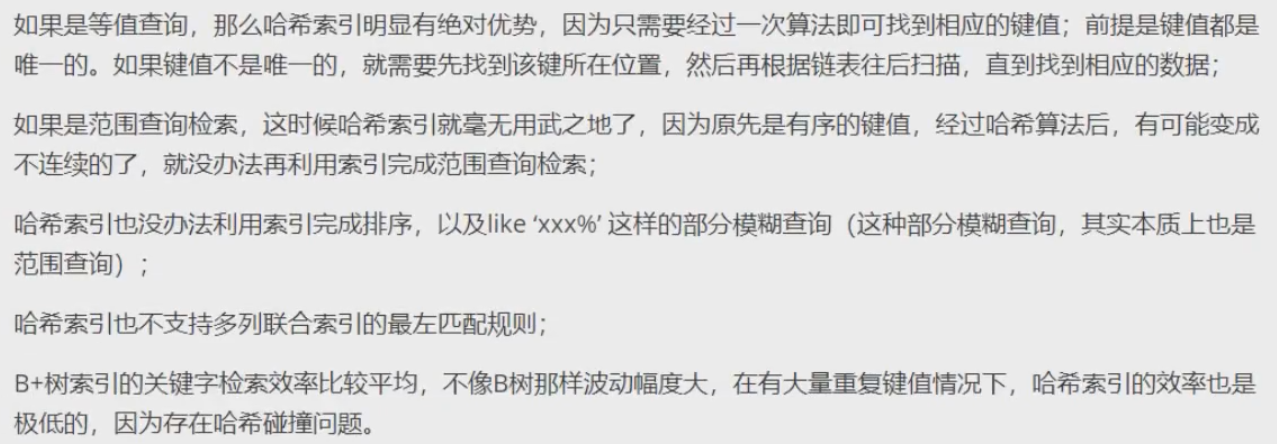 如果是等值查询，那么哈希索引明显有绝对优势，因为只需要经过一次算法即可找到相应的键值；前提是键值都是
唯一的。如果键值不是唯一的，就需要先找到该键所在位置，然后再根据链表往后扫描，直到找到相应的数据；
如果是范围查询检索，这时候哈希索引就毫无用武之地了，因为原先是有序的键值，经过哈希算法后，有可能变成
不连续的了，就没办法再利用索引完成范围查询检索；
哈希索引也没办法利用索引完成排序，以及like ‘xxx%’ 这样的部分模糊查询（这种部分模糊查询，其实本质上也是
范围查询）；
哈希索引也不支持多列联合索引的最左匹配规则；
B+树索引的关键字检索效率比较平均，不像B树那样波动幅度大，在有大量重复键值情况下，哈希索引的效率也是
极低的，因为存在哈希碰撞问题。